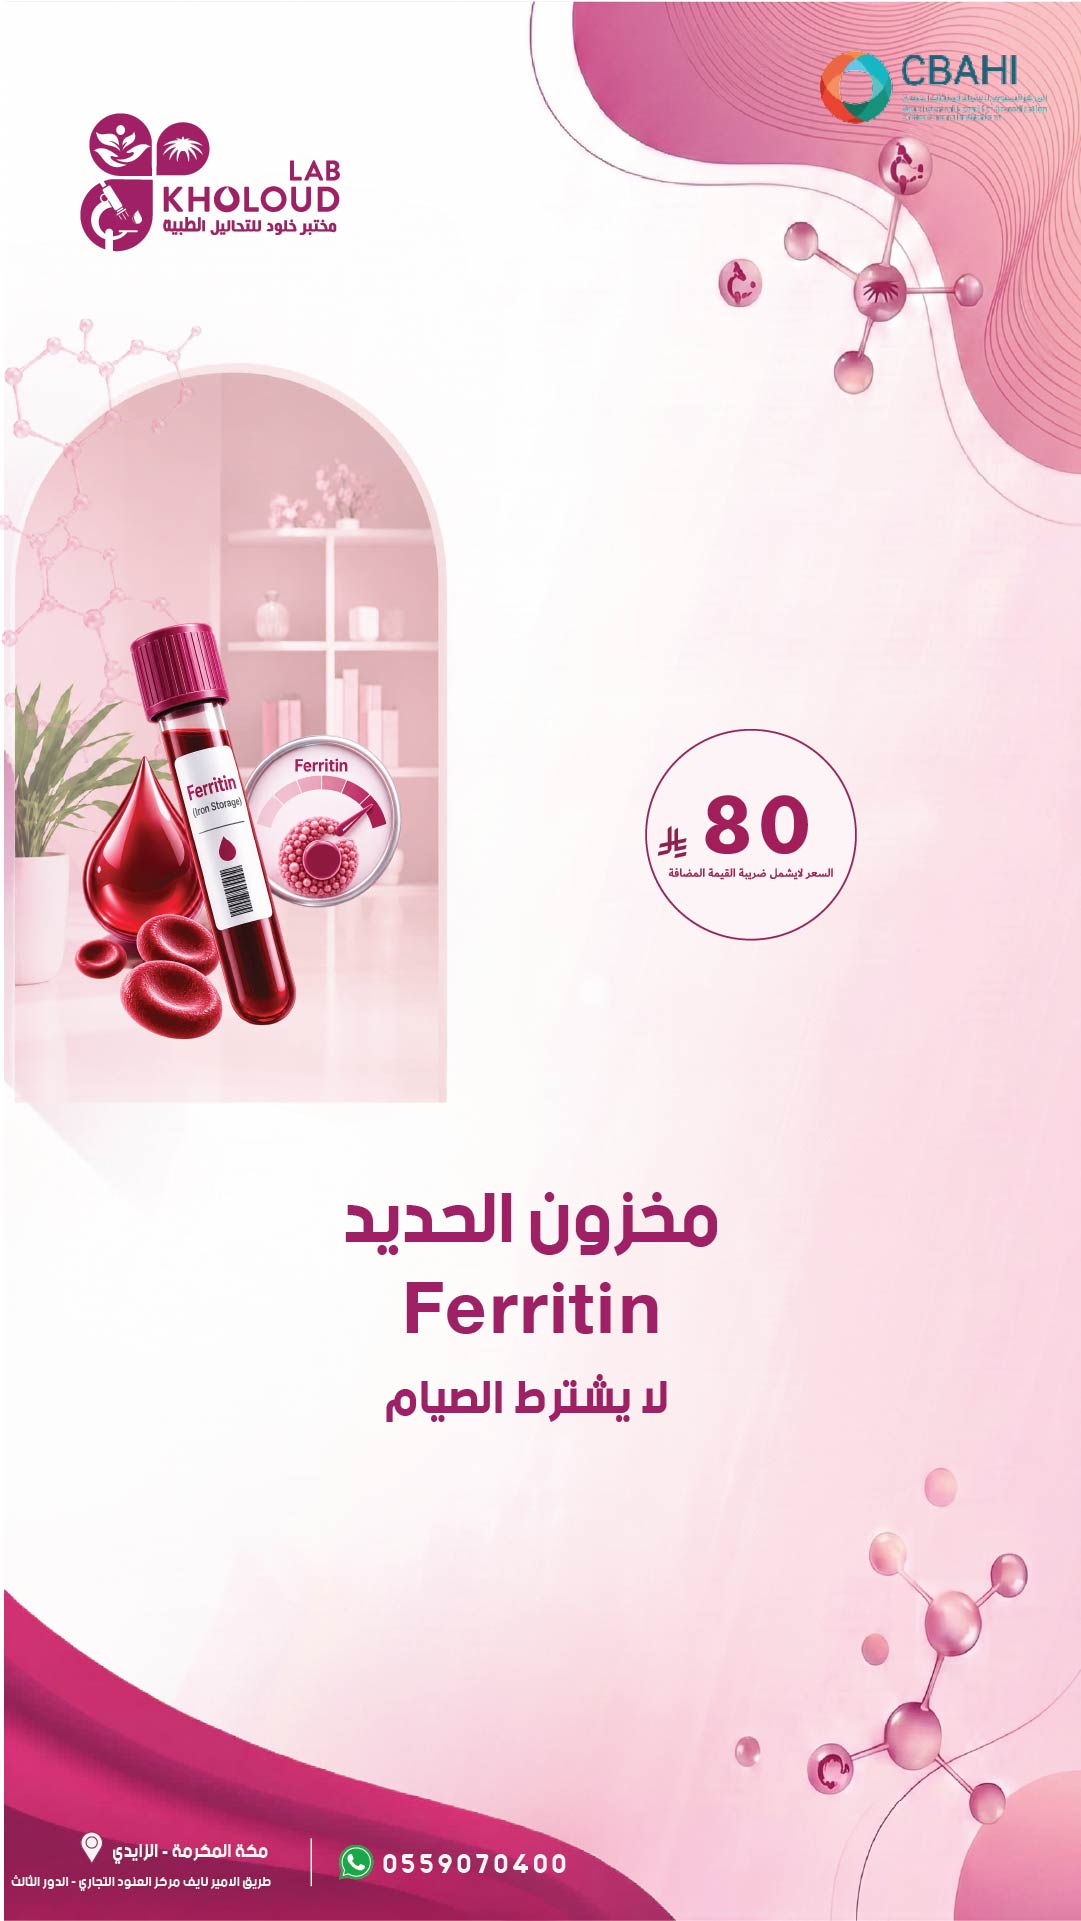 CBAHI
LAB
KHOLOUD
مختبر خلود للتحاليل الطبية
Ferritin
Ferritin
(Iron Storage)
80
السعر لايشمل ضريبة القيمة المضافة
مخزون الحديد
Ferritin
لا يشترط الصيام
مكة المكرمة - الزايدي
طريق الامير نايف مركز العنود التجاري - الدور الثالث
0559070400